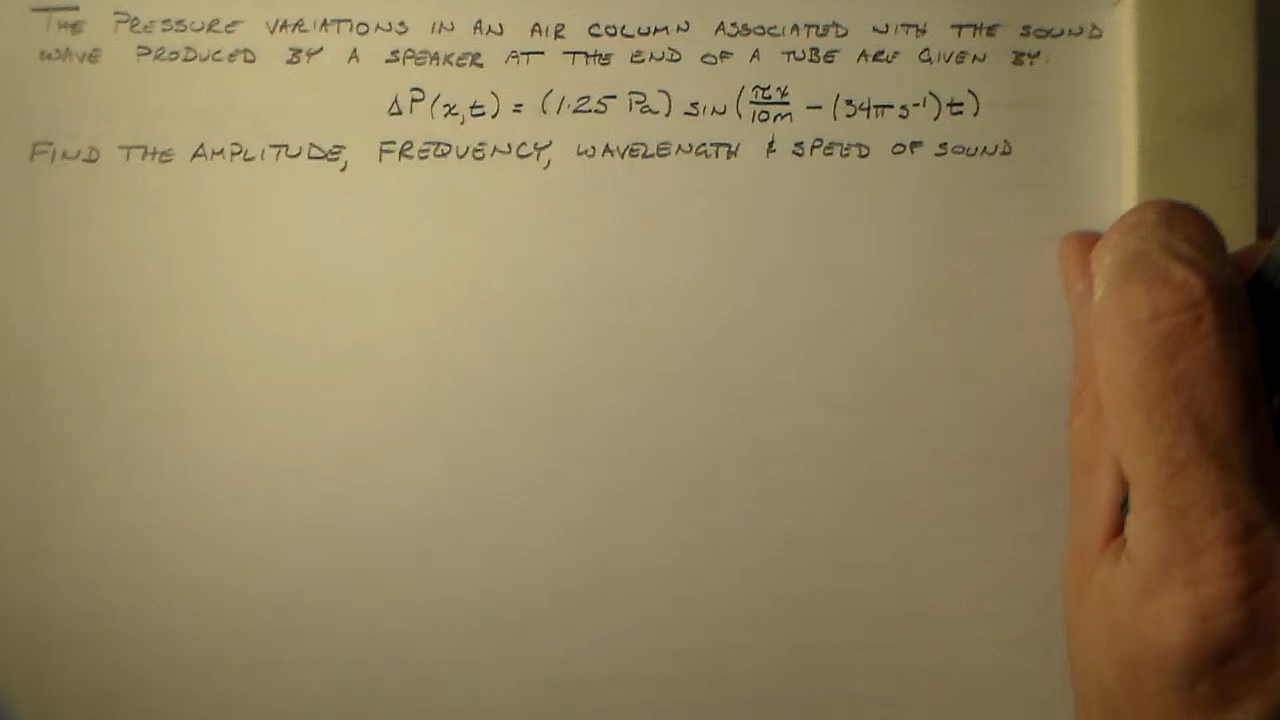 THE PRESSURE VARIATIONS IN AN AIR COLUMN ASSOCIATED WITH THE SOUND
WAVE PRODUCED BY A SPEAKER AT THE END OF A TUBE ARE GIVEN BY:
ΔP(x,t) = (1.25 Pa) SIN(πx/10m - (34π s⁻¹)t)
FIND THE AMPLITUDE, FREQUENCY, WAVELENGTH & SPEED OF SOUND